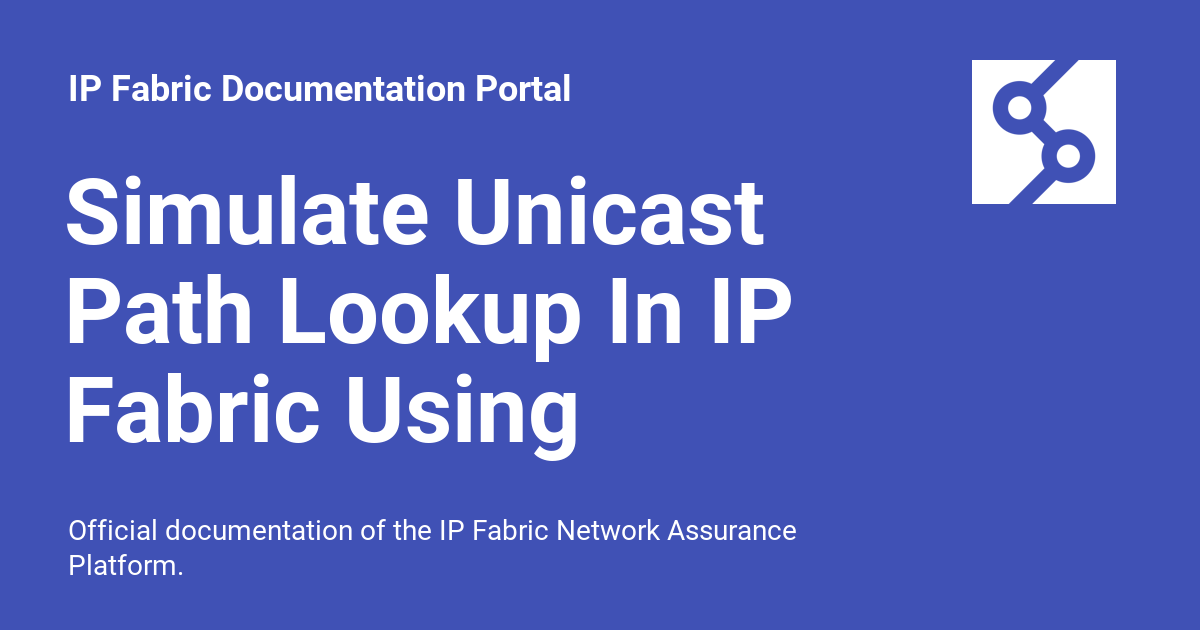 IP Fabric Documentation Portal
Simulate Unicast
Path Lookup In IP
Fabric Using
Official documentation of the IP Fabric Network Assurance
Platform.